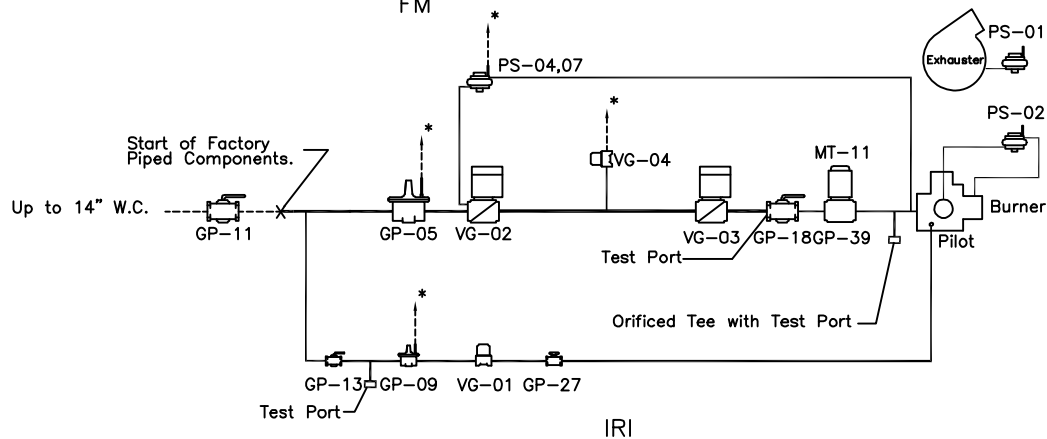 FM
*
PS-01
Exhauster
PS-04,07
*
*
PS-02
Start of Factory
Piped Components.
VG-04
MT-11
Up to 14" W.C.
Burner
GP-11
GP-05
VG-02
VG-03
GP-18
GP-39
Pilot
Test Port
*
Orificed Tee with Test Port
GP-13
GP-09
VG-01
GP-27
Test Port
IRI